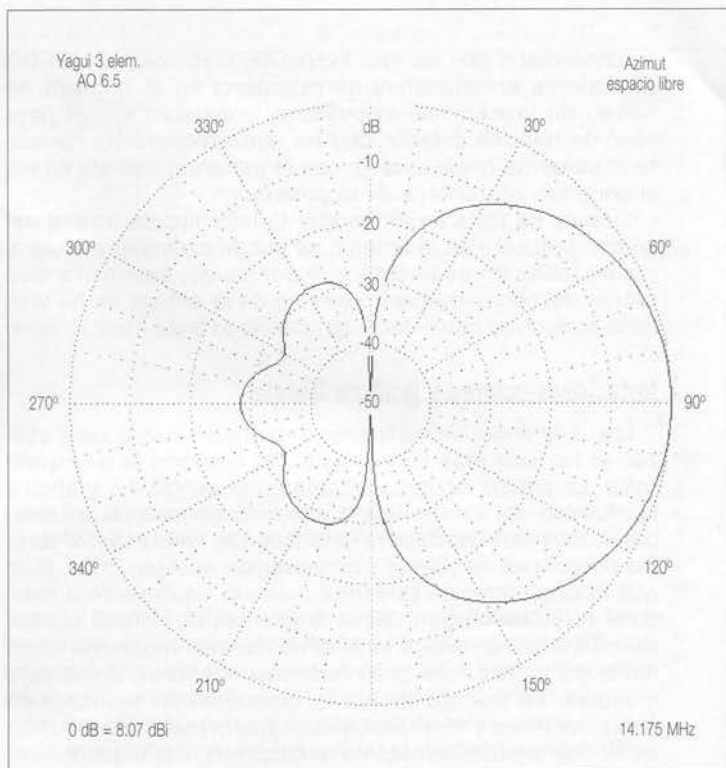 Yagui 3 elem.
AO 6.5
Azimut
espacio libre
330º
dB
30º
10
20
300º
60º
30
40
270º
50
90º
340º
120º
210º
150º
0 dB = 8.07 dBi
14.175 MHz